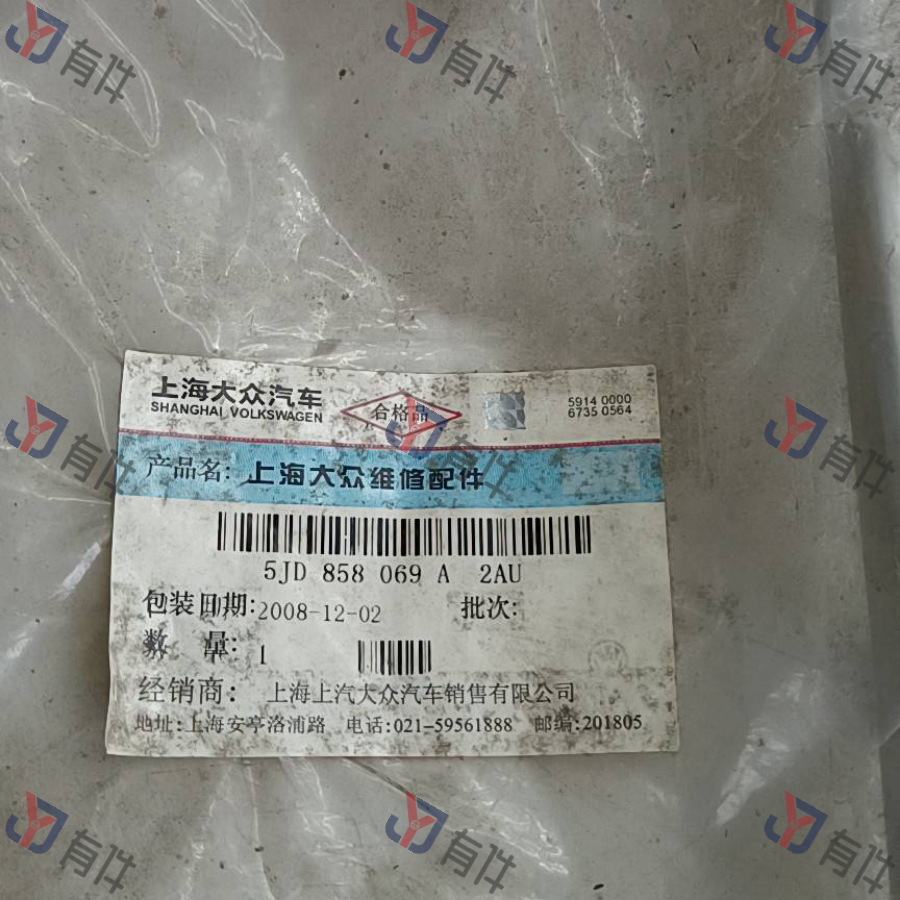 有件
有件
有件
上海大众汽车
SHANGHAI VOLKSWAGEN
合格品
5914 0000
6735 0564
产品名: 上海大众维修配件
5JD 858 069 A 2AU
包装日期: 2008-12-02 批次:
数 量: 1
经销商: 上海上汽大众汽车销售有限公司
地址:上海安亭洛浦路 电话:021-59561888 邮编:201805
有件
有件
有件
有件
有件
有件